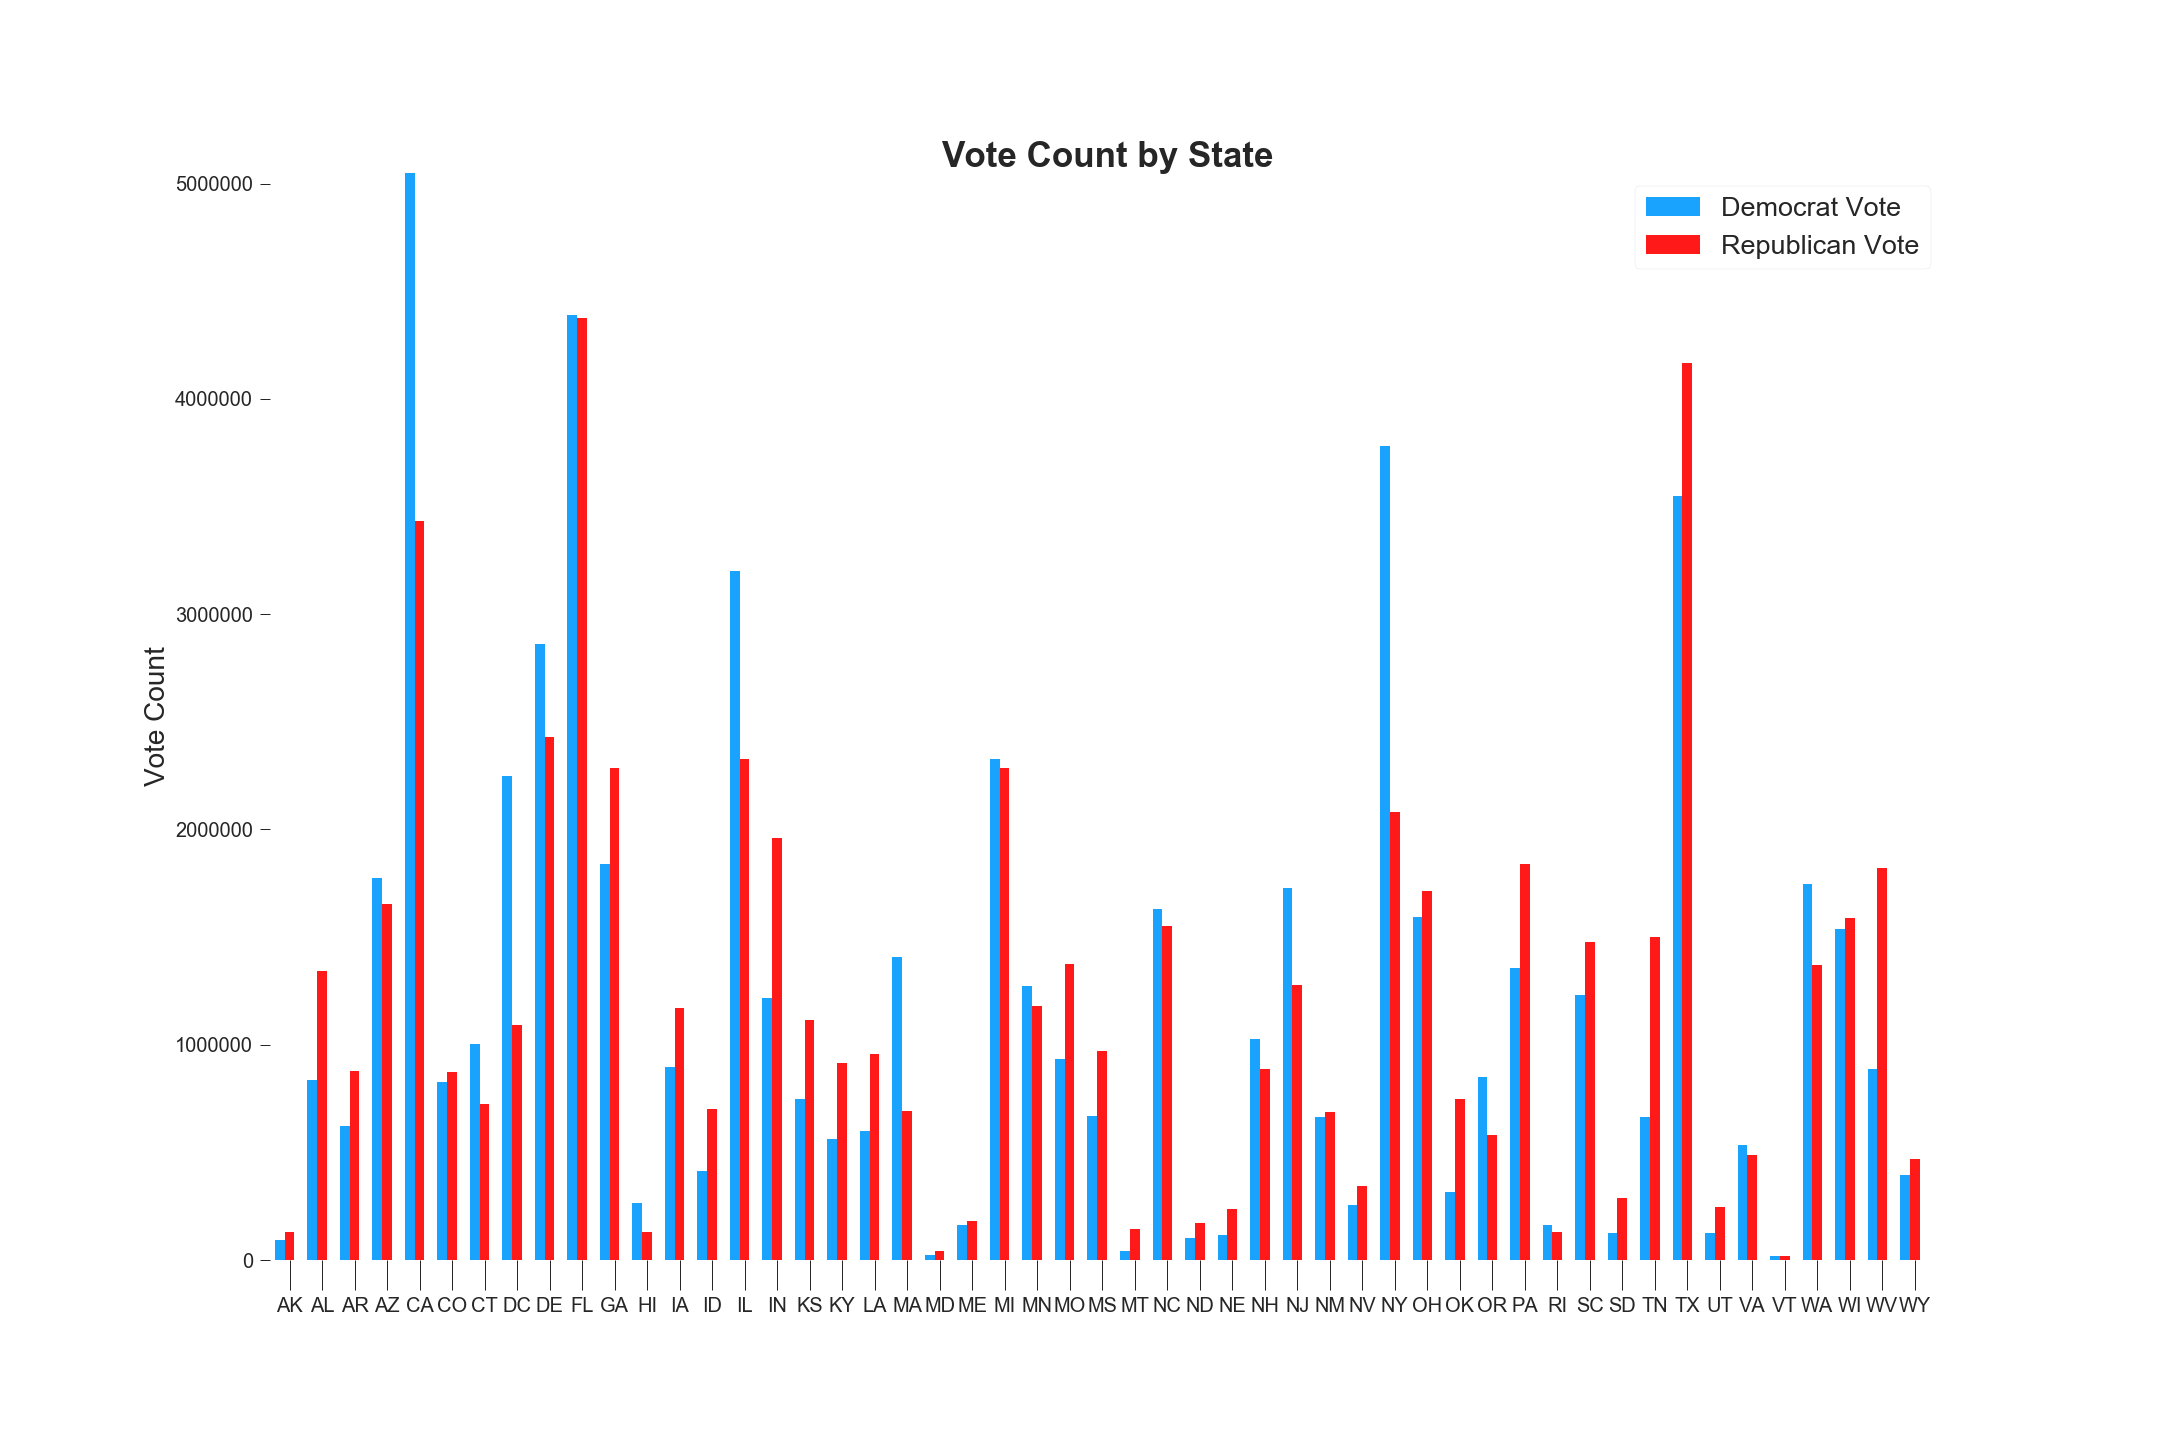 Vote Count by State
Democrat Vote
Republican Vote
Vote Count
5000000
4000000
3000000
2000000
1000000
0
AK AL AR AZ CA CO CT DC DE FL GA HI IA ID IL IN KS KY LA MA MD ME MI MN MO MS MT NC ND NE NH NJ NM NV NY OH OK OR PA RI SC SD TN TX UT VA VT WA WI WV WY